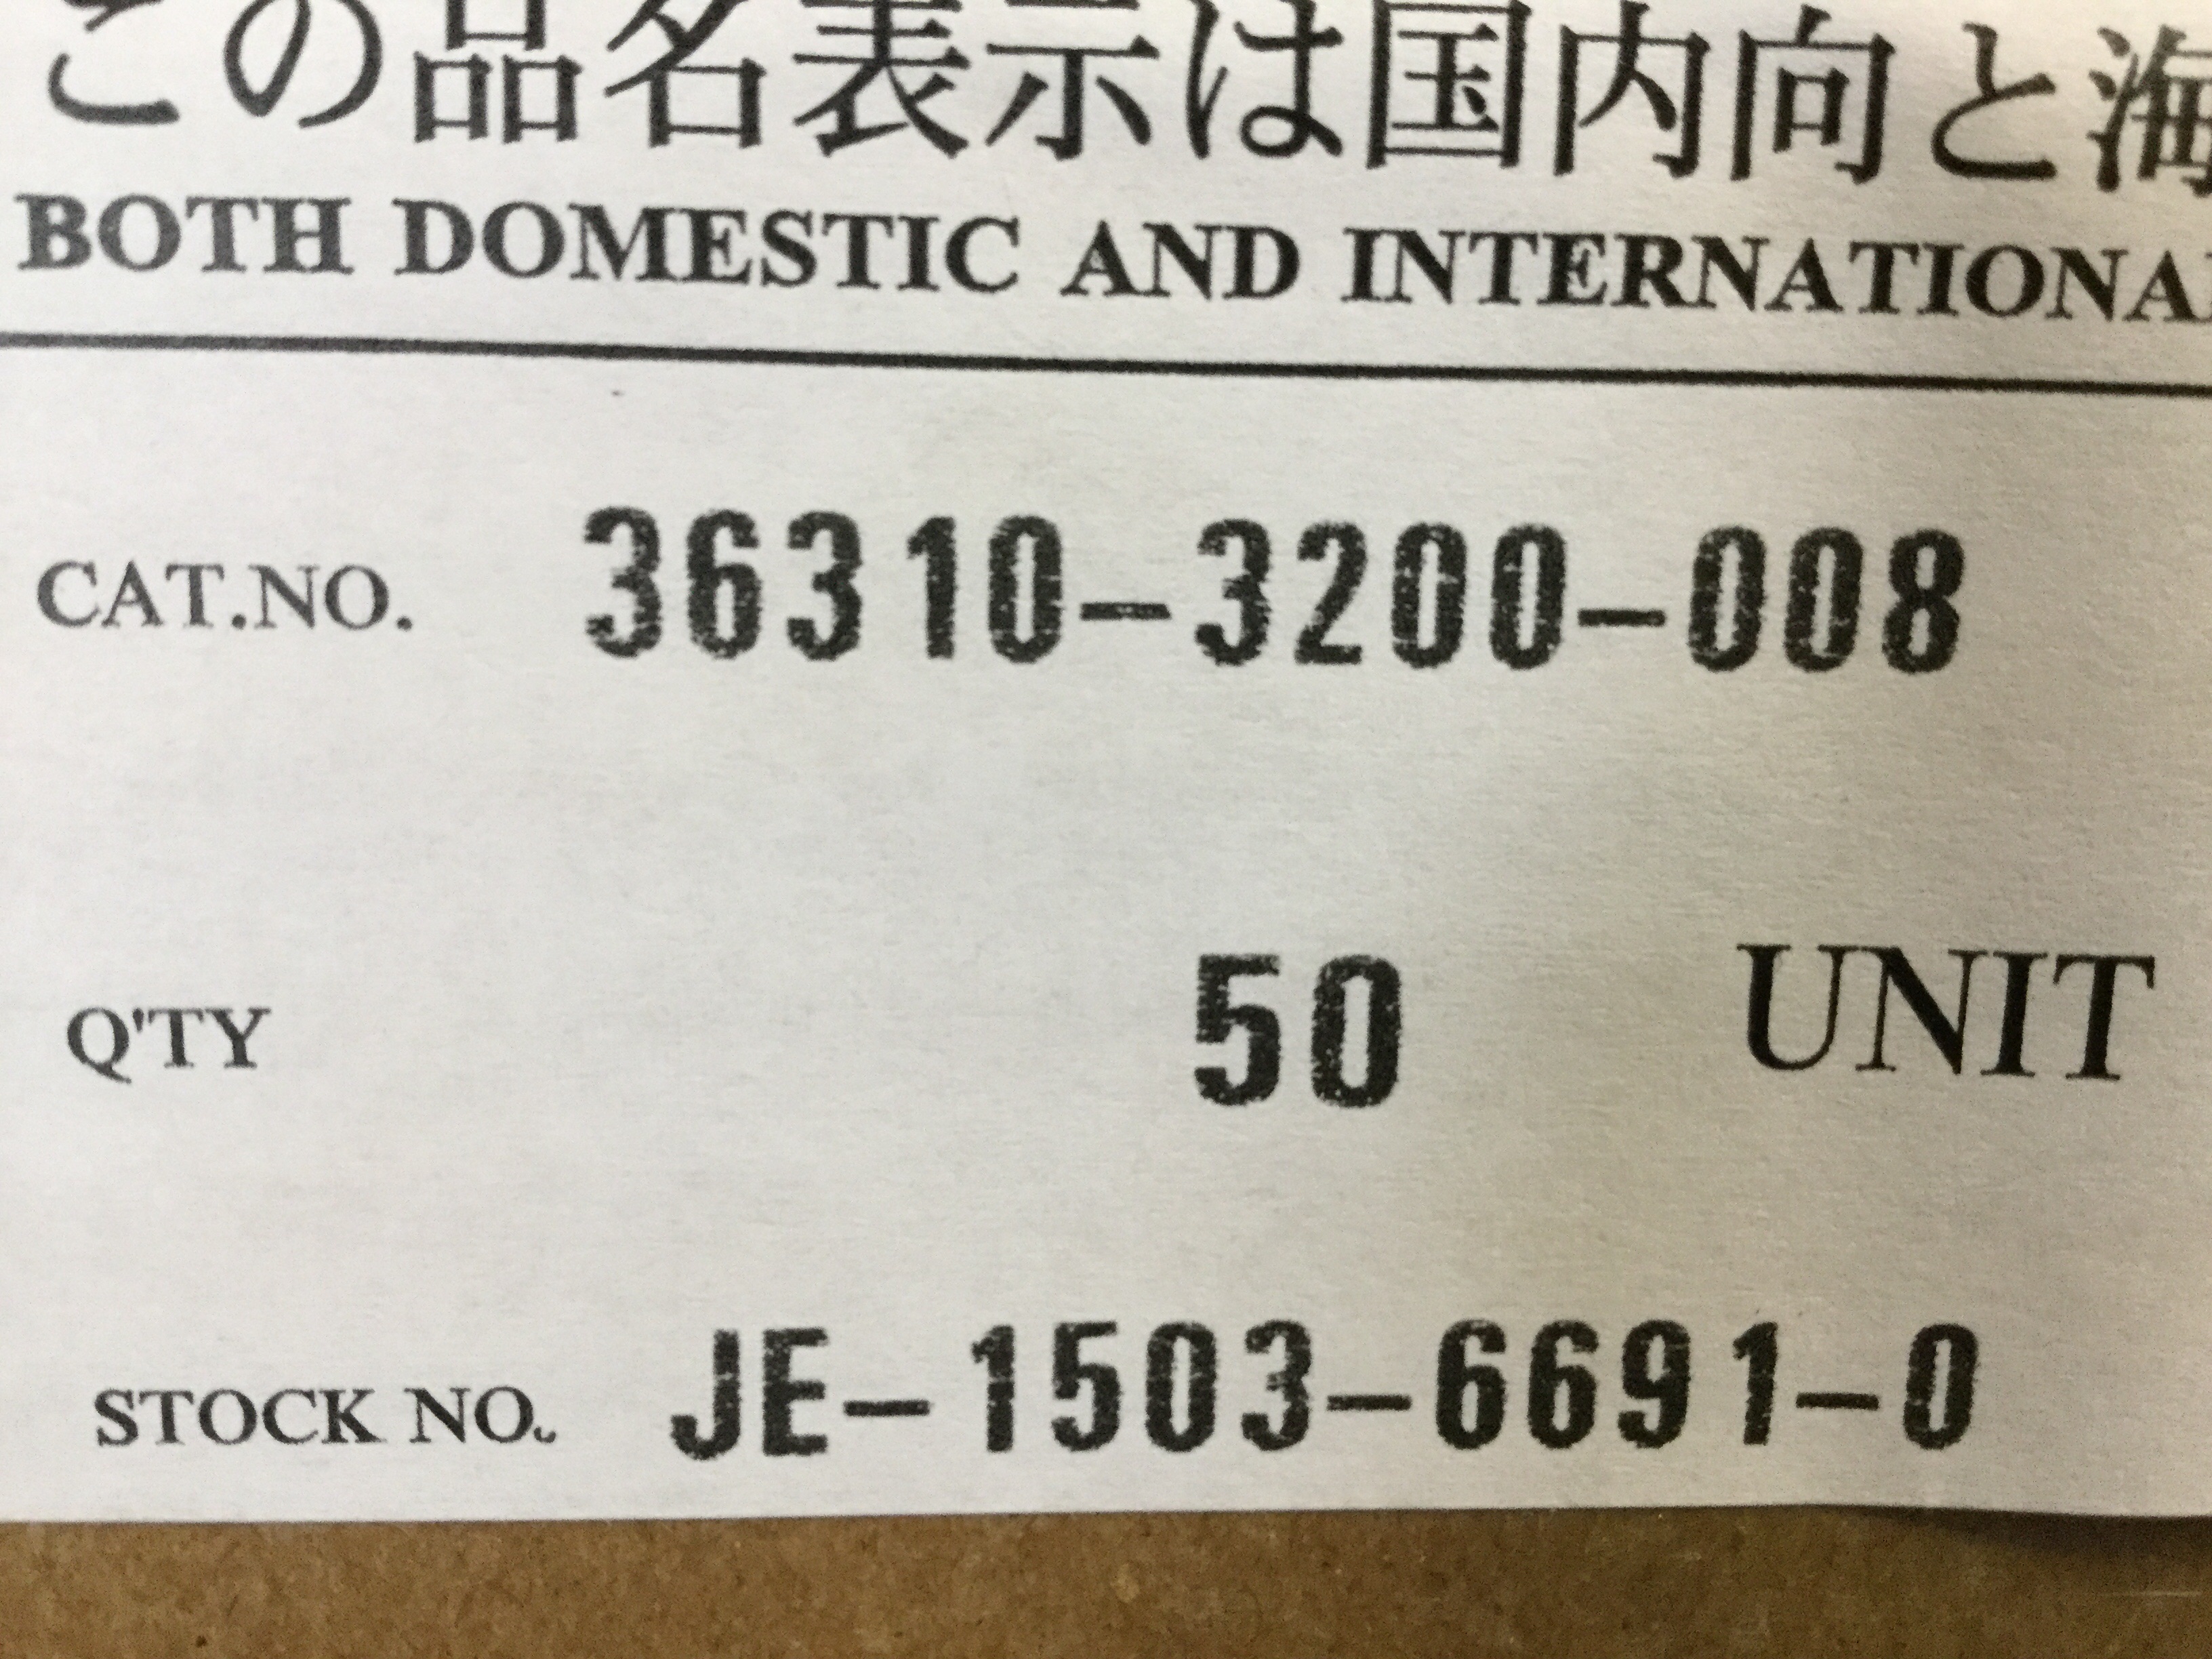 この品名表示は国内向と海
BOTH DOMESTIC AND INTERNATIONA
CAT.NO. 36310-3200-008
Q'TY 50 UNIT
STOCK NO. JE-1503-6691-0